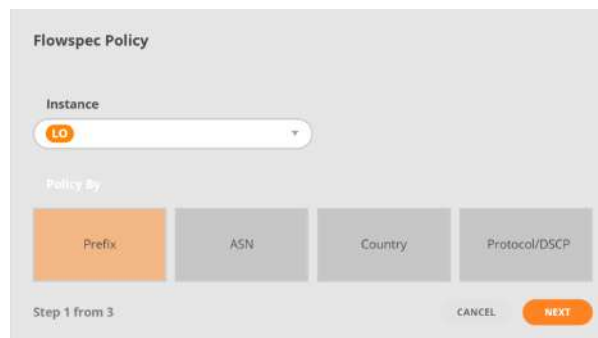 Flowspec Policy
Instance
LO
Policy By
Prefix ASN Country Protocol/DSCP
Step 1 from 3 CANCEL NEXT